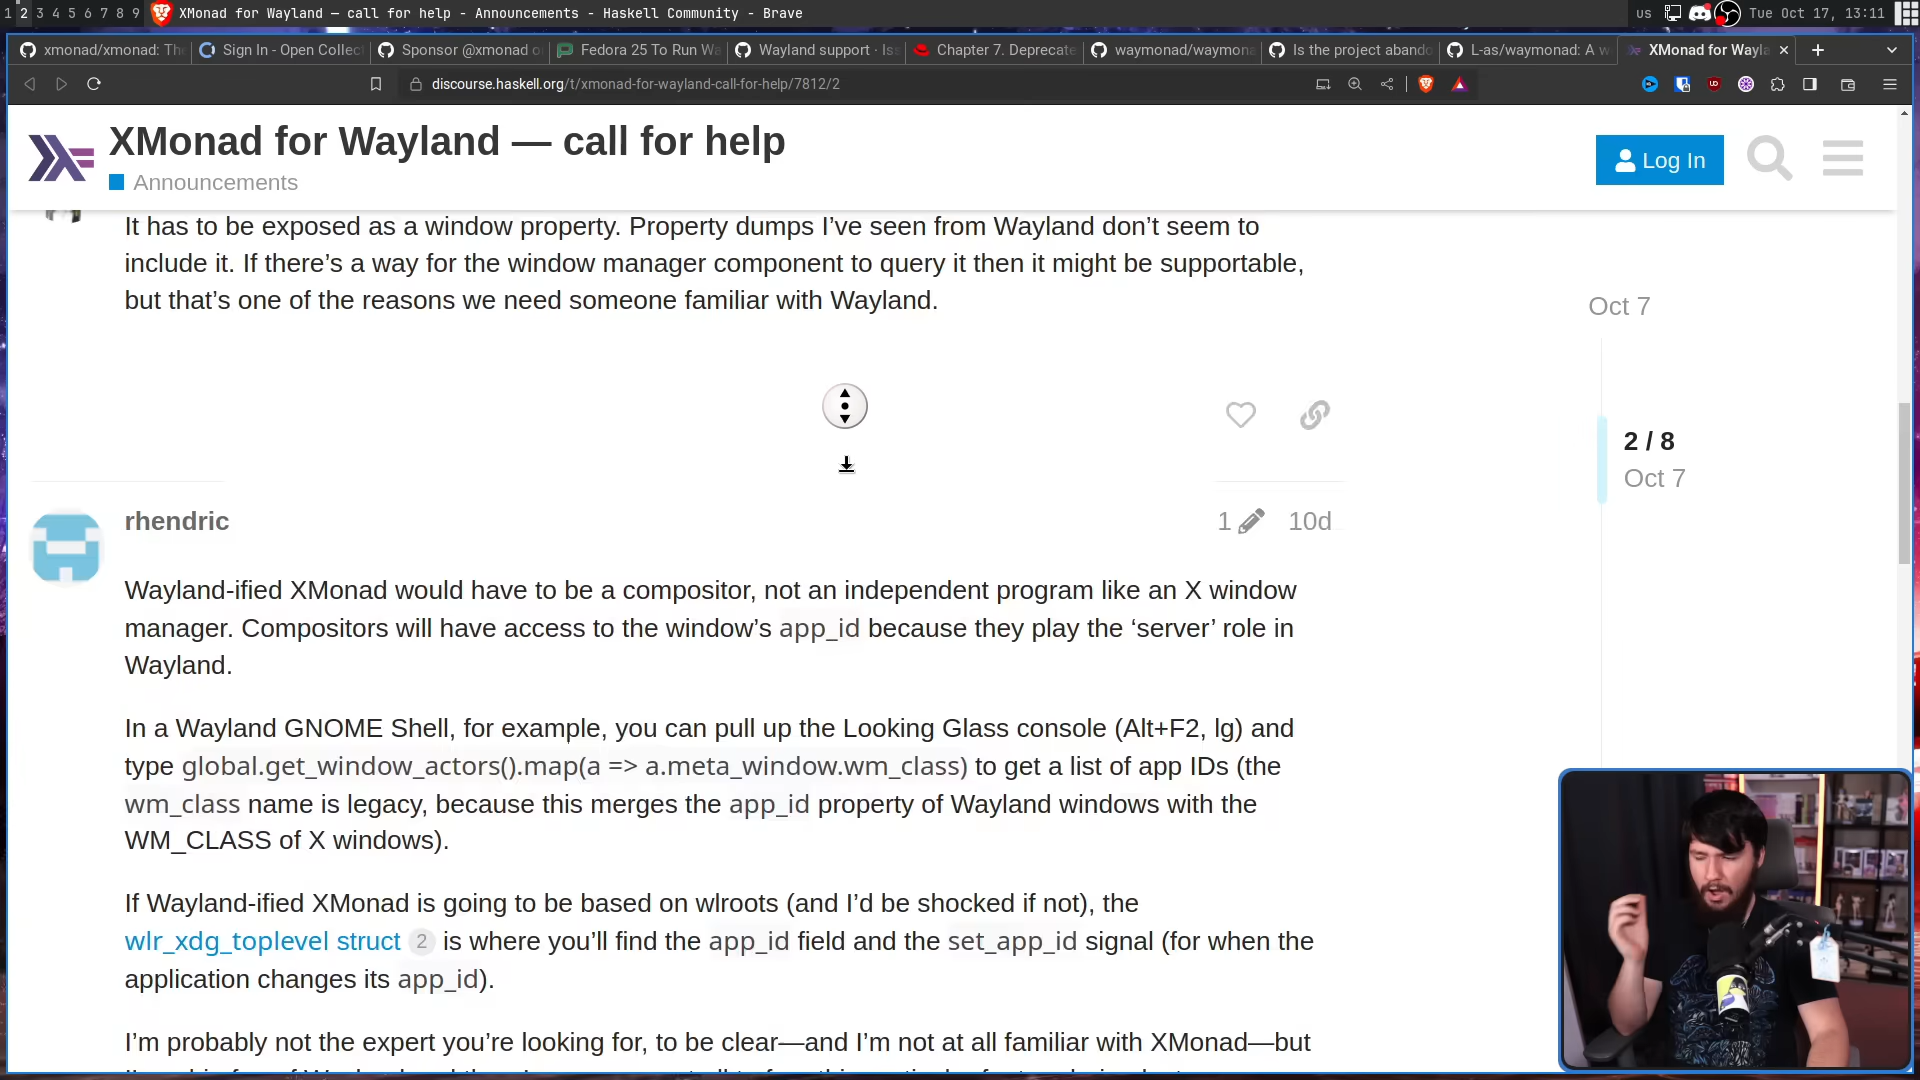 1 2 3 4 5 6 7 8 9 XMonad for Wayland — call for help - Announcements - Haskell Community - Brave
us Tue Oct 17, 13:11
xmonad/xmonad: The
Sign In - Open Collec
Sponsor @xmonad o
Fedora 25 To Run Wa
Wayland support · Is
Chapter 7. Deprecate
waymonad/waymona
Is the project aband
L-as/waymonad: A w
XMonad for Wayla
discourse.haskell.org/t/xmonad-for-wayland-call-for-help/7812/2
XMonad for Wayland — call for help
Announcements
Log In
It has to be exposed as a window property. Property dumps I’ve seen from Wayland don’t seem to
include it. If there’s a way for the window manager component to query it then it might be supportable,
but that’s one of the reasons we need someone familiar with Wayland.
Oct 7
2 / 8
Oct 7
rhendric
1 10d
Wayland-ified XMonad would have to be a compositor, not an independent program like an X window
manager. Compositors will have access to the window’s app_id because they play the ‘server’ role in
Wayland.
In a Wayland GNOME Shell, for example, you can pull up the Looking Glass console (Alt+F2, lg) and
type global.get_window_actors().map(a => a.meta_window.wm_class) to get a list of app IDs (the
wm_class name is legacy, because this merges the app_id property of Wayland windows with the
WM_CLASS of X windows).
If Wayland-ified XMonad is going to be based on wlroots (and I’d be shocked if not), the
wlr_xdg_toplevel struct 2 is where you’ll find the app_id field and the set_app_id signal (for when the
application changes its app_id).
I’m probably not the expert you’re looking for, to be clear—and I’m not at all familiar with XMonad—but